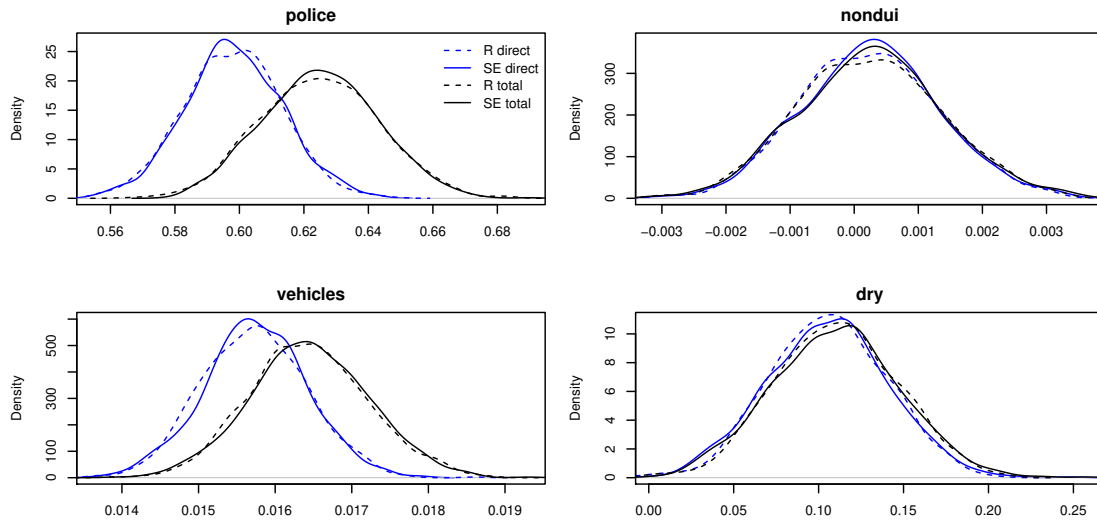 police
Density
25
20
15
10
5
0
0.56 0.58 0.60 0.62 0.64 0.66 0.68
R direct
SE direct
R total
SE total
nondui
Density
300
200
100
0
−0.003 −0.002 −0.001 0.000 0.001 0.002 0.003
vehicles
Density
500
300
100
0
0.014 0.015 0.016 0.017 0.018 0.019
dry
Density
10
8
6
4
2
0
0.00 0.05 0.10 0.15 0.20 0.25